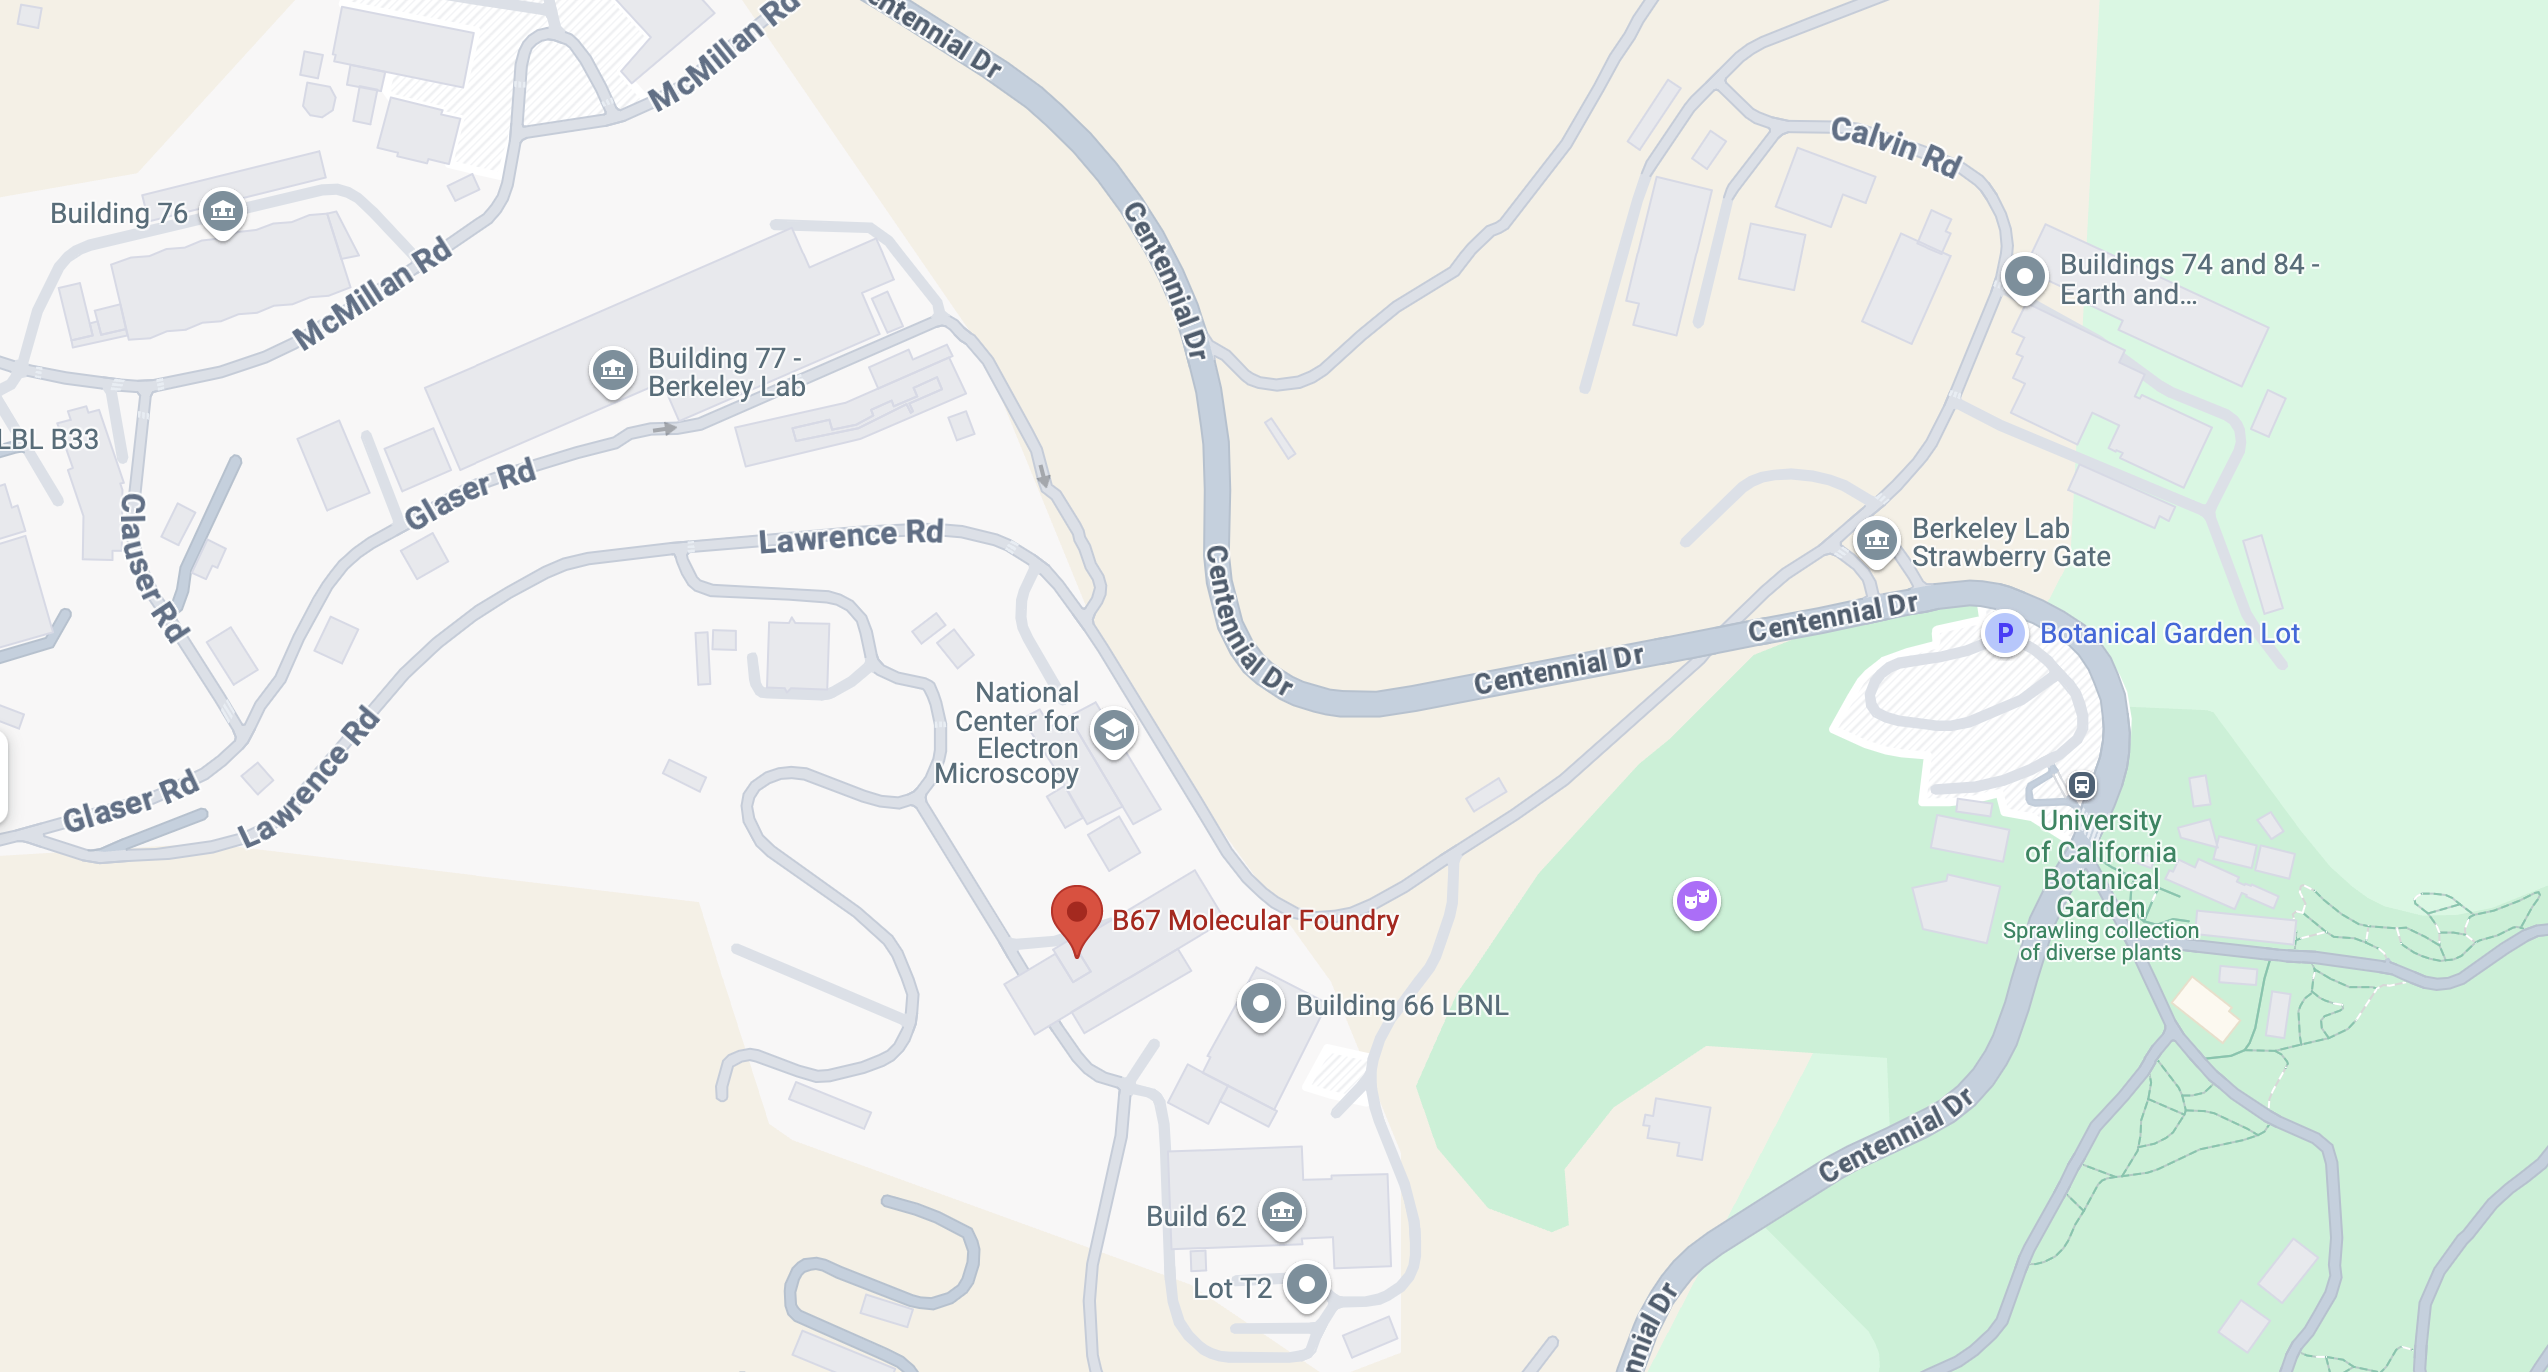 entennial Dr
McMillan Rd
Calvin Rd
Building 76
Centennial Dr
McMillan Rd
Buildings 74 and 84 -
Earth and...
Building 77 -
Berkeley Lab
LBL B33
Glaser Rd
Clauser Rd
Lawrence Rd
Berkeley Lab
Strawberry Gate
Centennial Dr
Centennial Dr
Centennial Dr
P
Botanical Garden Lot
National
Center for
Electron
Microscopy
Lawrence Rd
Glaser Rd
University
of California
Botanical
Garden
Sprawling collection
of diverse plants
B67 Molecular Foundry
Building 66 LBNL
Centennial Dr
Build 62
Lot T2
nnial Dr